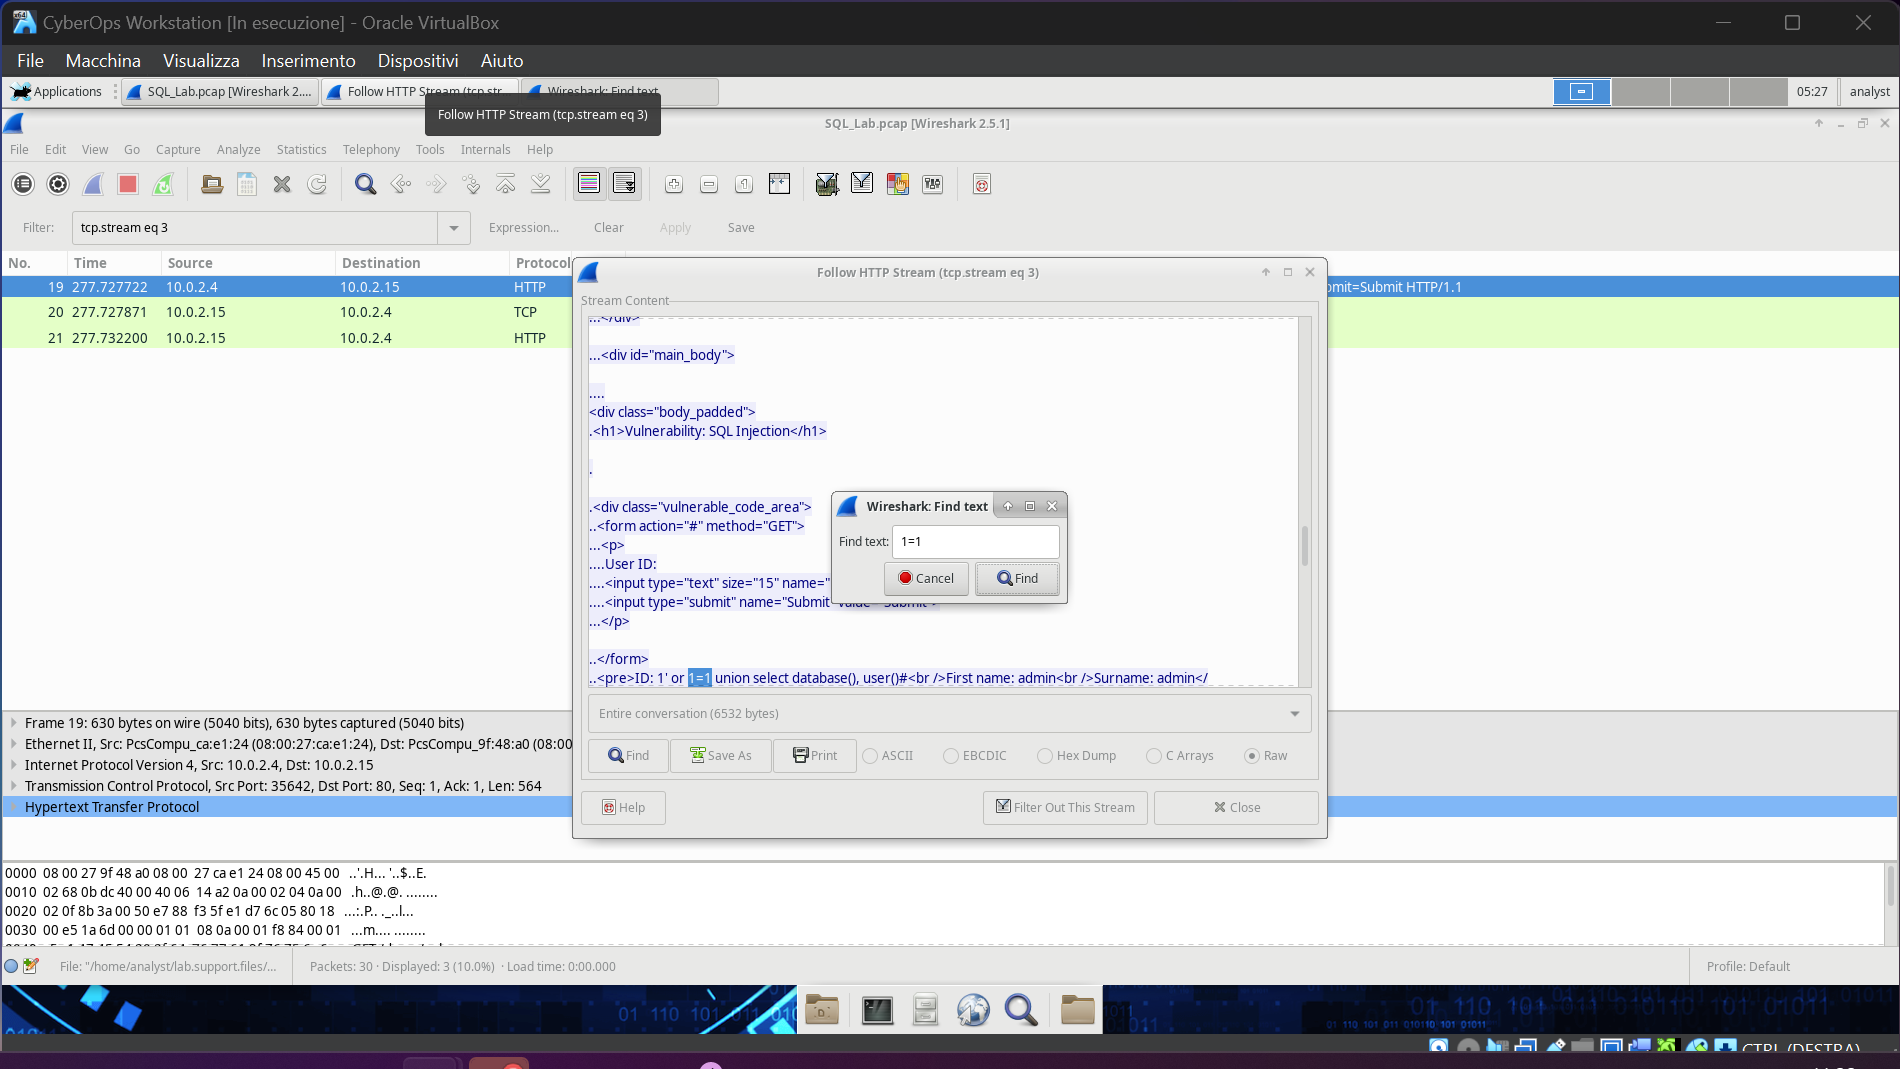 CyberOps Workstation [In esecuzione] - Oracle VirtualBox
File Macchina Visualizza Inserimento Dispositivi Aiuto
Applications SQL_Lab.pcap [Wireshark 2.... Follow HTTP Stream (tcp.str... Wireshark: Find text 05:27 analyst
Follow HTTP Stream (tcp.stream eq 3)
SQL_Lab.pcap [Wireshark 2.5.1]
File Edit View Go Capture Analyze Statistics Telephony Tools Internals Help
Filter: tcp.stream eq 3 Expression... Clear Apply Save
No. Time Source Destination Protocol
19 277.727722 10.0.2.4 10.0.2.15 HTTP
mit=Submit HTTP/1.1
20 277.727871 10.0.2.15 10.0.2.4 TCP
21 277.732200 10.0.2.15 10.0.2.4 HTTP
Follow HTTP Stream (tcp.stream eq 3)
Stream Content
...</div>
...<div id="main_body">
....
<div class="body_padded">
.<h1>Vulnerability: SQL Injection</h1>
.
.<div class="vulnerable_code_area">
..<form action="#" method="GET">
...<p>
....User ID:
....<input type="text" size="15" name="
....<input type="submit" name="Submit" value="Submit">
...</p>
..</form>
..<pre>ID: 1' or 1=1 union select database(), user()#<br />First name: admin<br />Surname: admin</
Wireshark: Find text
Find text: 1=1
Cancel Find
Entire conversation (6532 bytes)
Find Save As Print ASCII EBCDIC Hex Dump C Arrays Raw
Help Filter Out This Stream Close
Frame 19: 630 bytes on wire (5040 bits), 630 bytes captured (5040 bits)
Ethernet II, Src: PcsCompu_ca:e1:24 (08:00:27:ca:e1:24), Dst: PcsCompu_9f:48:a0 (08:00
Internet Protocol Version 4, Src: 10.0.2.4, Dst: 10.0.2.15
Transmission Control Protocol, Src Port: 35642, Dst Port: 80, Seq: 1, Ack: 1, Len: 564
Hypertext Transfer Protocol
0000 08 00 27 9f 48 a0 08 00 27 ca e1 24 08 00 45 00 ..'.H... '..$..E.
0010 02 68 0b dc 40 00 40 06 14 a2 0a 00 02 04 0a 00 .h..@.@. ........
0020 02 0f 8b 3a 00 50 e7 88 f3 5f e1 d7 6c 05 80 18 ...:.P.. ._..l...
0030 00 e5 1a 6d 00 00 01 01 08 0a 00 01 f8 84 00 01 ...m.... ........
File: "/home/analyst/lab.support.files/... Packets: 30 · Displayed: 3 (10.0%) · Load time: 0:00.000 Profile: Default
CTRL (DESTRA)